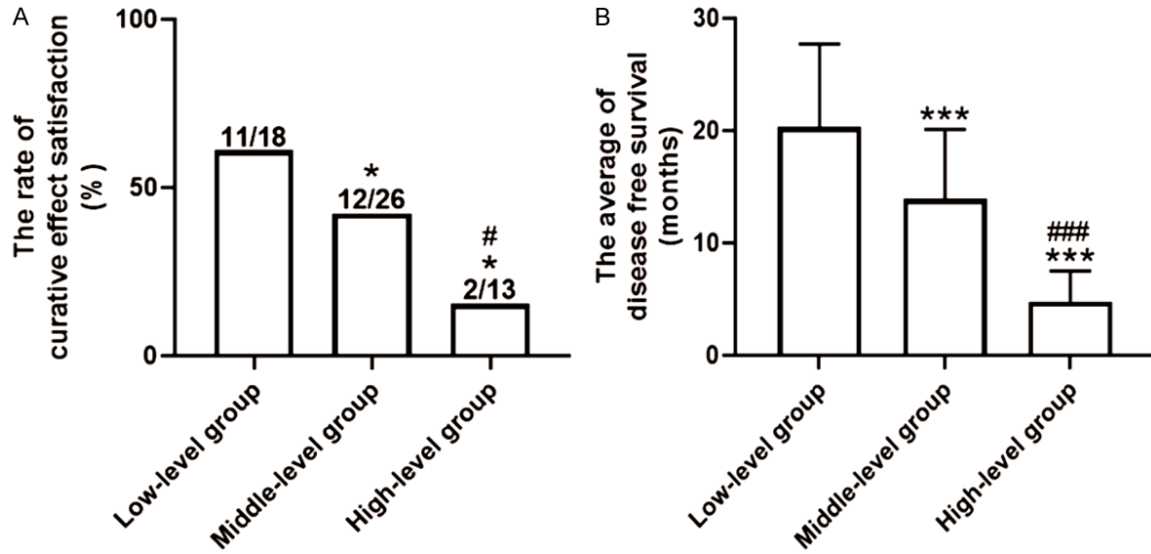 A
The rate of
curative effect satisfaction
(%)
100
50
0
11/18
*
12/26
#
*
2/13
Low-level group
Middle-level group
High-level group
B
The average of
disease free survival
(months)
30
20
10
0
***
###
***
Low-level group
Middle-level group
High-level group